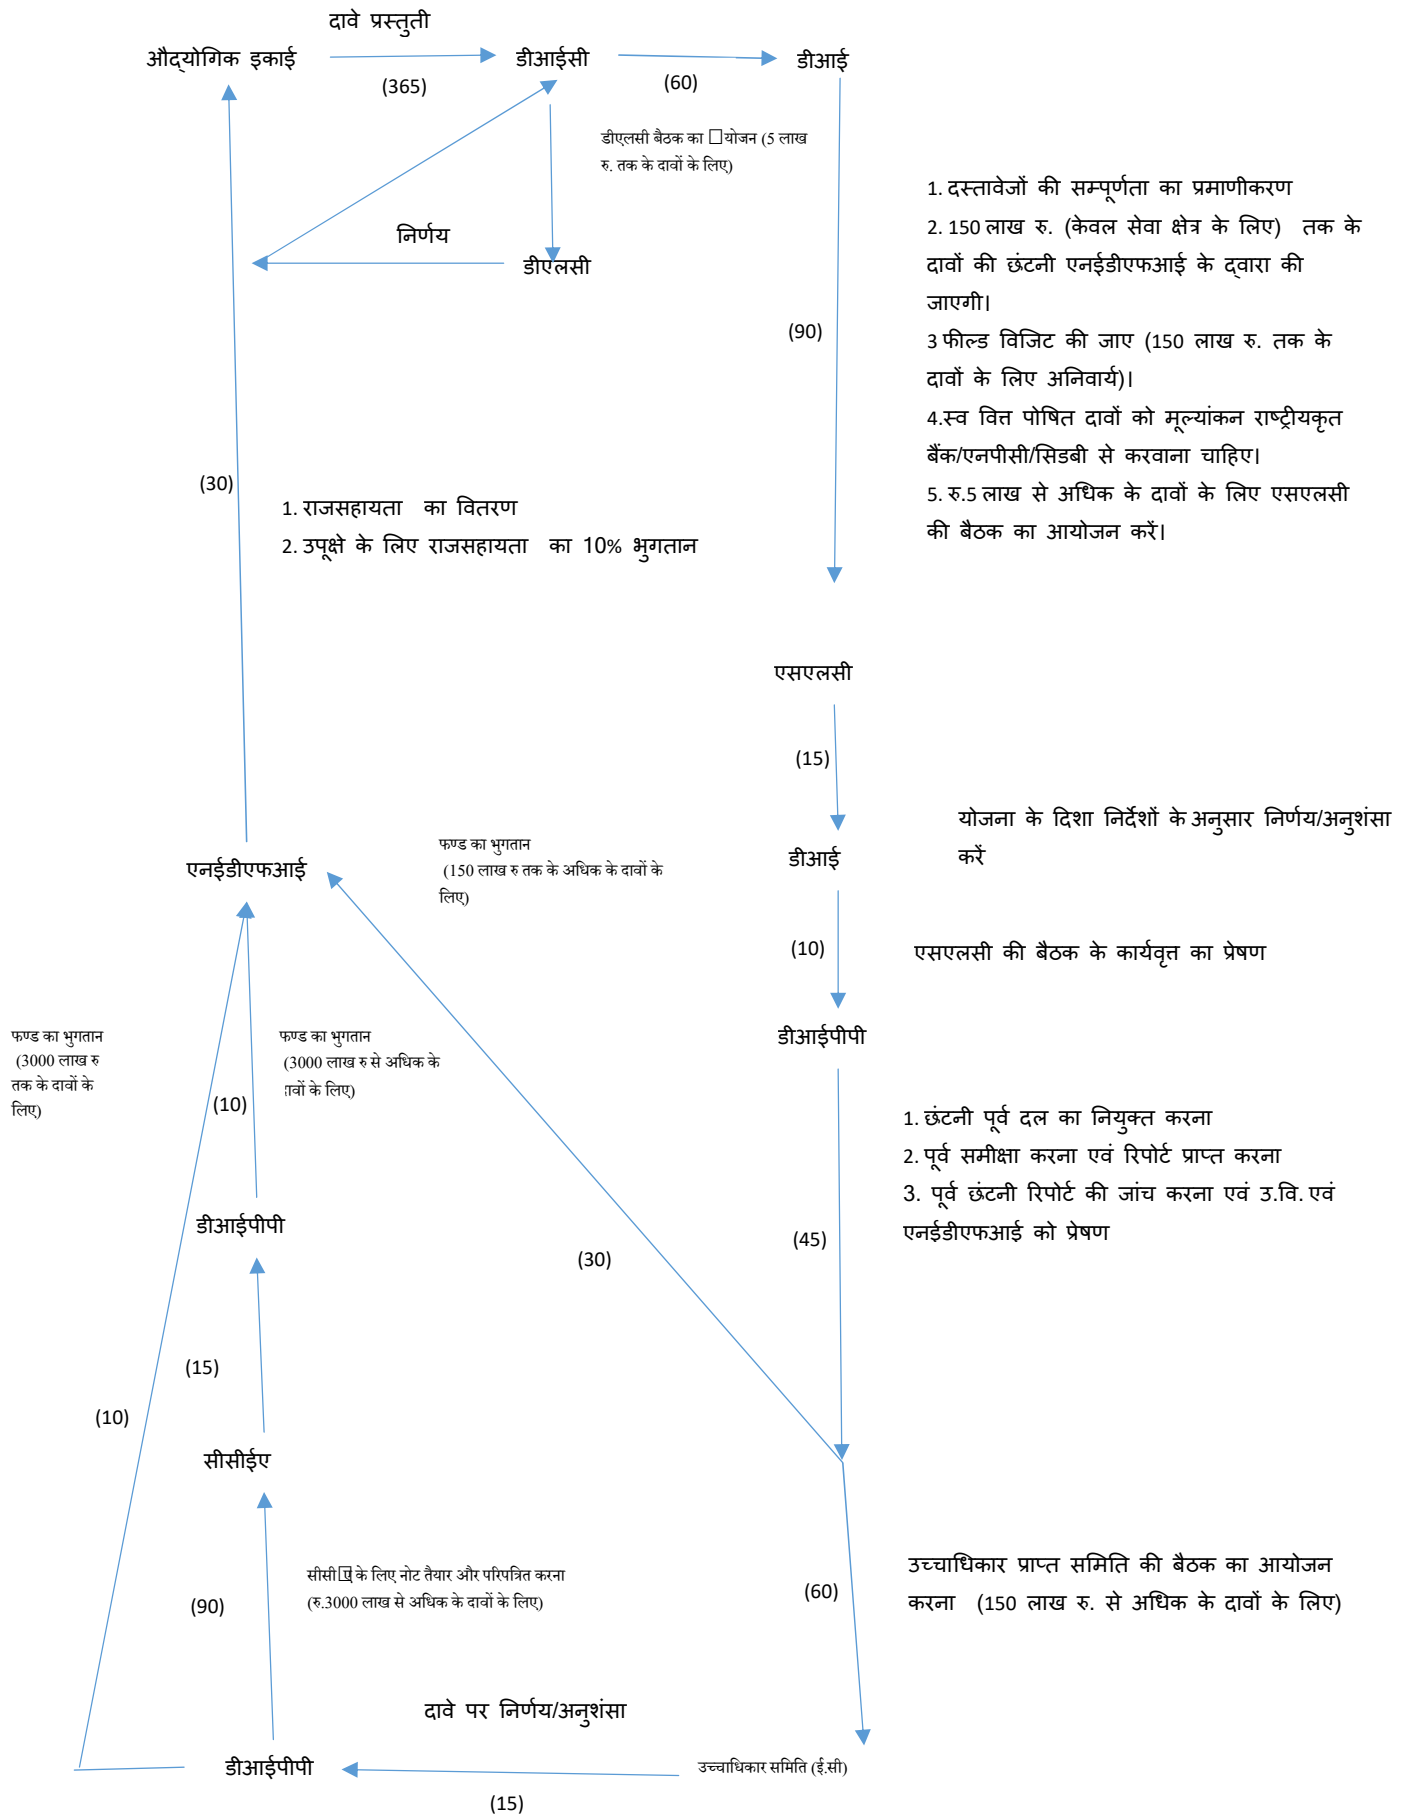 दावे प्रस्तुती
औद्योगिक इकाई
डीआईसी
डीआई
(365)
(60)
डीएलसी बैठक का योजन (5 लाख
रु. तक के दावों के लिए)
निर्णय
डीएलसी
1. दस्तावेजों की सम्पूर्णता का प्रमाणीकरण
2. 150 लाख रु. (केवल सेवा क्षेत्र के लिए) तक के
दावों की छंटनी एनईडीएफआई के द्वारा की
जाएगी।
3 फील्ड विजिट की जाए (150 लाख रु. तक के
दावों के लिए अनिवार्य)।
4.स्व वित्त पोषित दावों को मूल्यांकन राष्ट्रीयकृत
बैंक/एनपीसी/सिडबी से करवाना चाहिए।
5. रु.5 लाख से अधिक के दावों के लिए एसएलसी
की बैठक का आयोजन करें।
(90)
(30)
1. राजसहायता का वितरण
2. उपूक्षे के लिए राजसहायता का 10% भुगतान
एसएलसी
(15)
योजना के दिशा निर्देशों के अनुसार निर्णय/अनुशंसा
करें
डीआई
फण्ड का भुगतान
(150 लाख रु तक के अधिक के दावों के
लिए)
एनईडीएफआई
(10)
एसएलसी की बैठक के कार्यवृत्त का प्रेषण
डीआईपीपी
फण्ड का भुगतान
(3000 लाख रु
तक के दावों के
लिए)
फण्ड का भुगतान
(3000 लाख रु से अधिक के
दावों के लिए)
(10)
1. छंटनी पूर्व दल का नियुक्त करना
2. पूर्व समीक्षा करना एवं रिपोर्ट प्राप्त करना
3. पूर्व छंटनी रिपोर्ट की जांच करना एवं उ.वि. एवं
एनईडीएफआई को प्रेषण
डीआईपीपी
(45)
(30)
(15)
(10)
सीसीईए
सीसी के लिए नोट तैयार और परिपत्रित करना
(रु.3000 लाख से अधिक के दावों के लिए)
(90)
(60)
उच्चाधिकार प्राप्त समिति की बैठक का आयोजन
करना (150 लाख रु. से अधिक के दावों के लिए)
दावे पर निर्णय/अनुशंसा
डीआईपीपी
उच्चाधिकार समिति (ई.सी)
(15)